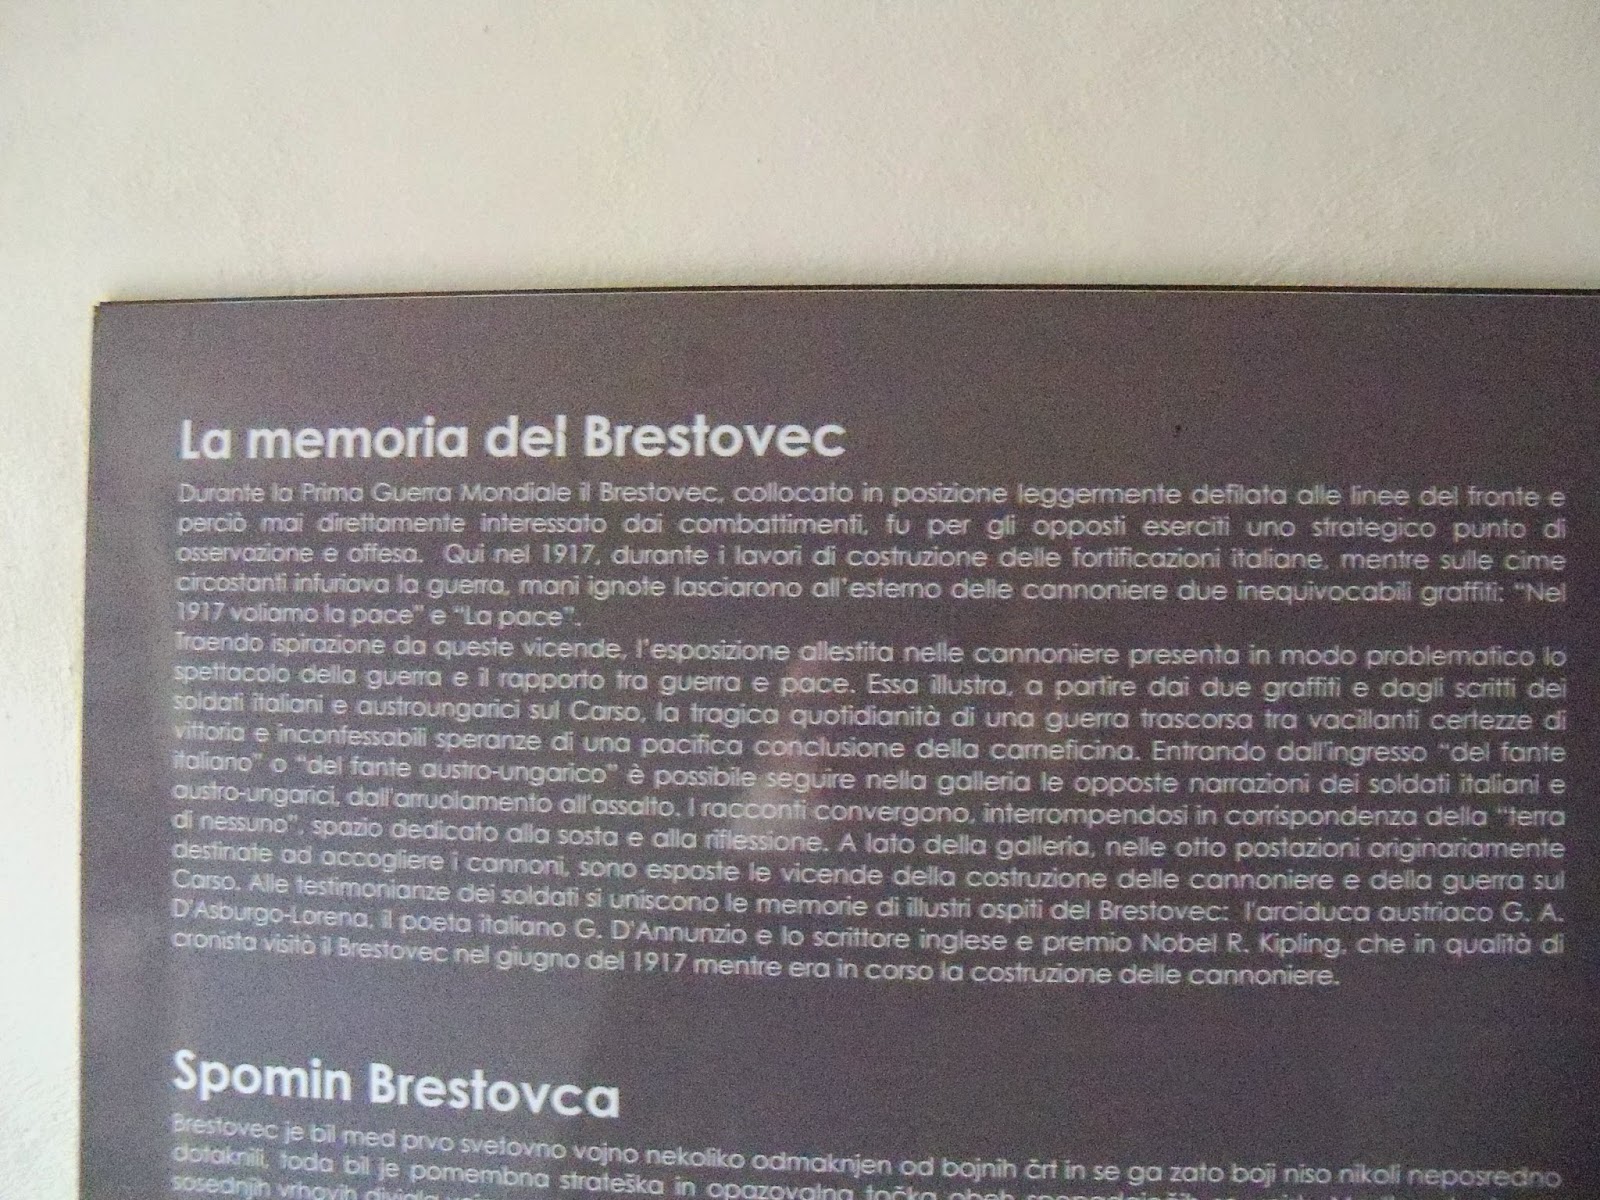 La memoria del Brestovec
Durante la Prima Guerra Mondiale il Brestovec, collocato in posizione leggermente defilata alle linee del fronte e
perciò mai direttamente interessato dai combattimenti, fu per gli opposti eserciti uno strategico punto di
osservazione e offesa. Qui nel 1917, durante i lavori di costruzione delle fortificazioni italiane, mentre sulle cime
circostanti infuriava la guerra, mani ignote lasciarono all'esterno delle cannoniere due inequivocabili graffiti: "Nel
1917 voliamo la pace" e "La pace".
Traendo ispirazione da queste vicende, l'esposizione allestita nelle cannoniere presenta in modo problematico lo
spettacolo della guerra e il rapporto tra guerra e pace. Essa illustra, a partire dai due graffiti e dagli scritti dei
soldati italiani e austroungarici sul Carso, la tragica quotidianità di una guerra trascorsa tra vacillanti certezze di
vittoria e inconfessabili speranze di una pacifica conclusione della carneficina. Entrando dall'ingresso "del fante
italiano" o "del fante austro-ungarico" è possibile seguire nella galleria le opposte narrazioni dei soldati italiani e
austro-ungarici, dall'arruolamento all'assalto. I racconti convergono, interrompendosi in corrispondenza della "terra
di nessuno", spazio dedicato alla sosta e alla riflessione. A lato della galleria, nelle otto postazioni originariamente
destinate ad accogliere i cannoni, sono esposte le vicende della costruzione delle cannoniere e della guerra sul
Carso. Alle testimonianze dei soldati si uniscono le memorie di illustri ospiti del Brestovec: l'arciduca austriaco G. A.
D'Asburgo-Lorena, il poeta italiano G. D'Annunzio e lo scrittore inglese e premio Nobel R. Kipling, che in qualità di
cronista visitò il Brestovec nel giugno del 1917 mentre era in corso la costruzione delle cannoniere.
Spomin Brestovca
Brestovec je bil med prvo svetovno vojno nekoliko odmaknjen od bojnih črt in se ga zato boji niso nikoli neposredno
dotaknili, toda bil je pomembna strateška in opazovalna točka obeh
sosednjih vrhovih divjala